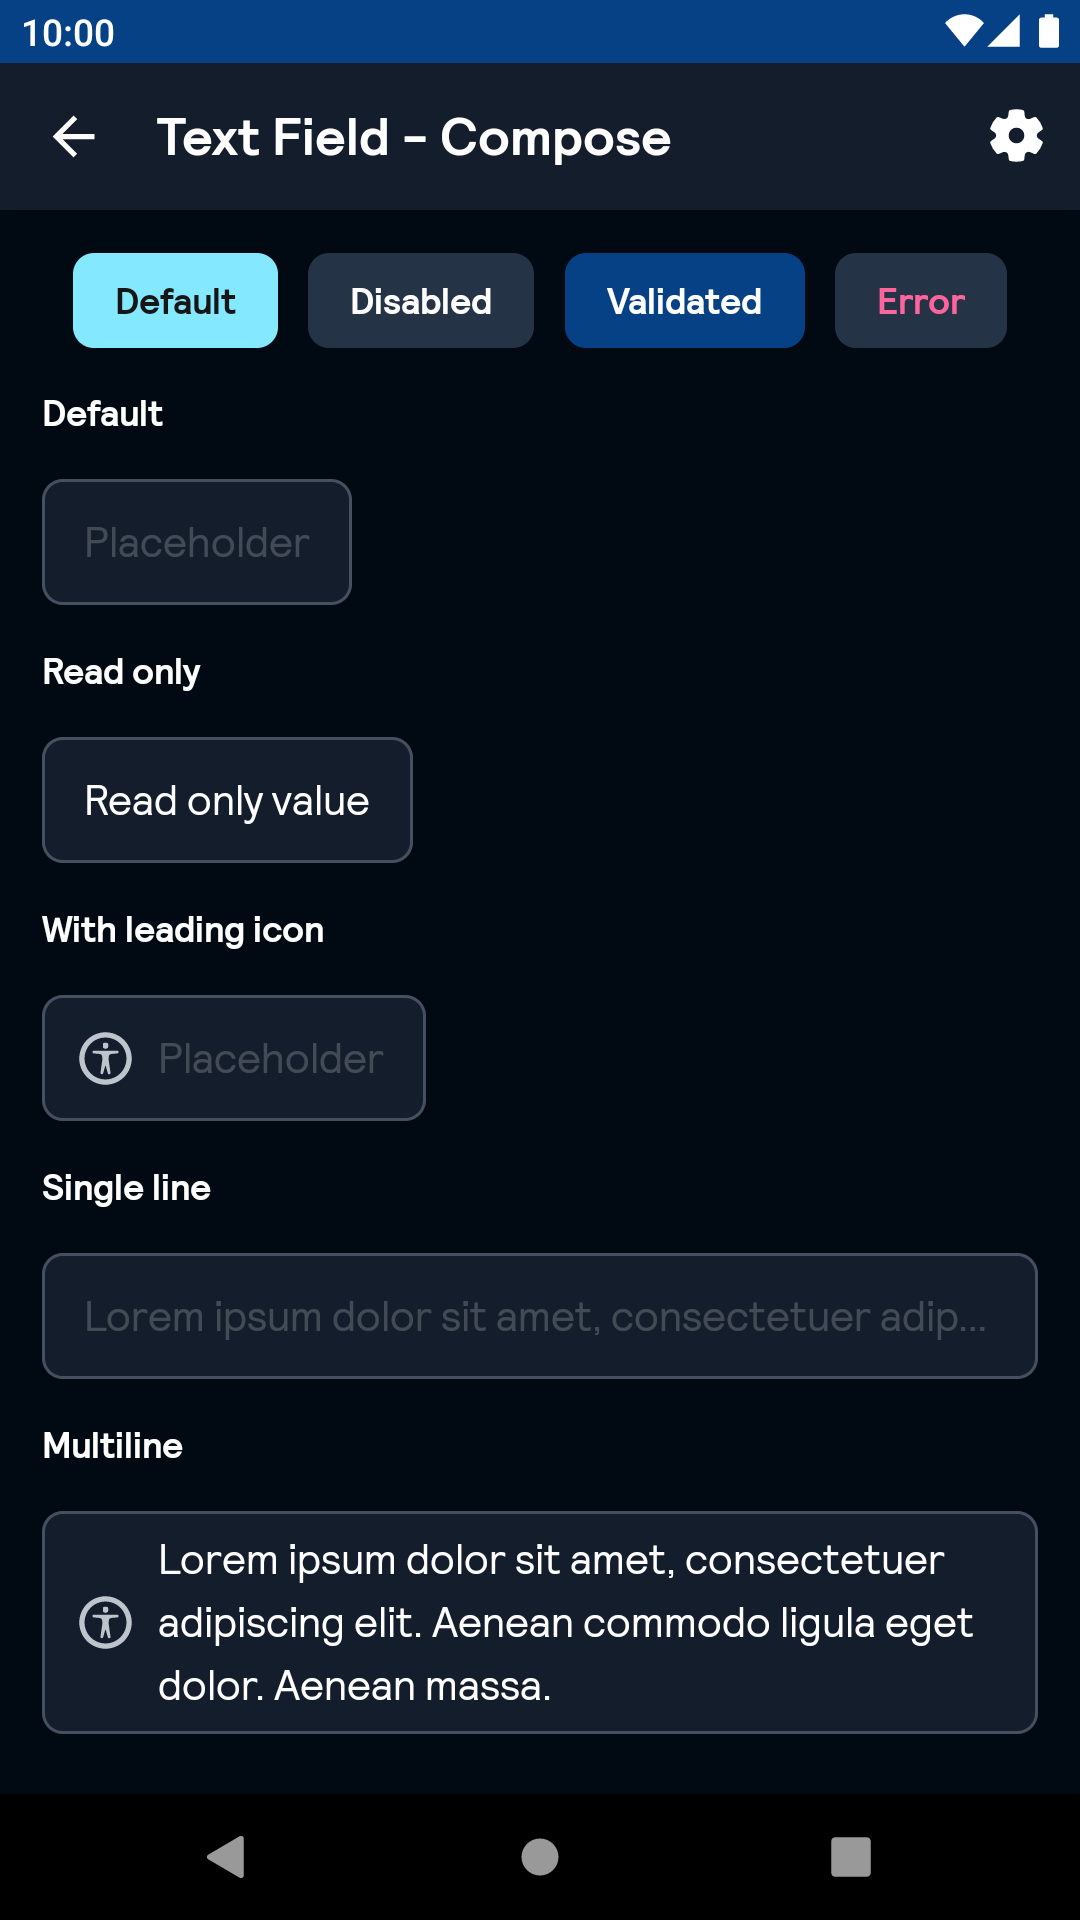 10:00
Text Field - Compose
Default Disabled Validated Error
Default
Placeholder
Read only
Read only value
With leading icon
Placeholder
Single line
Lorem ipsum dolor sit amet, consectetuer adip...
Multiline
Lorem ipsum dolor sit amet, consectetuer
adipiscing elit. Aenean commodo ligula eget
dolor. Aenean massa.